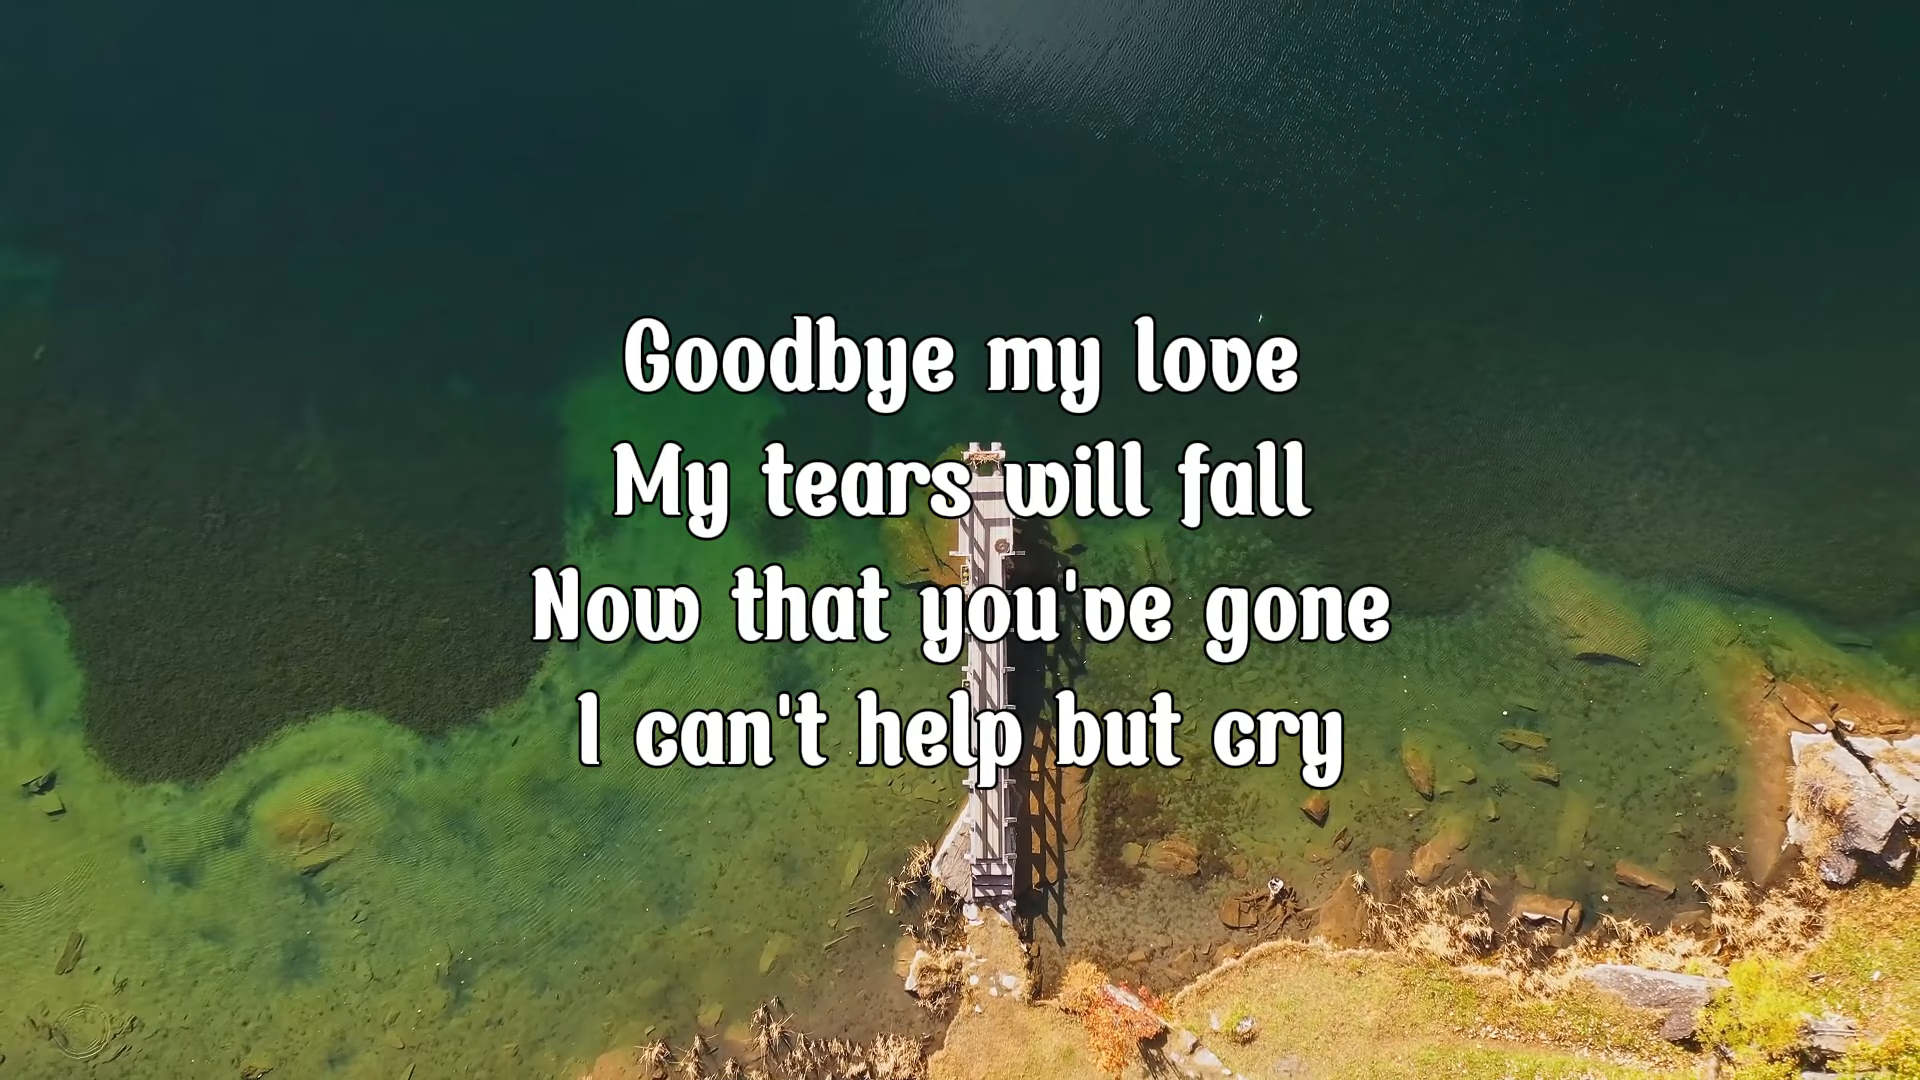 Goodbye my love
My tears will fall
Now that you've gone
I can't help but cry